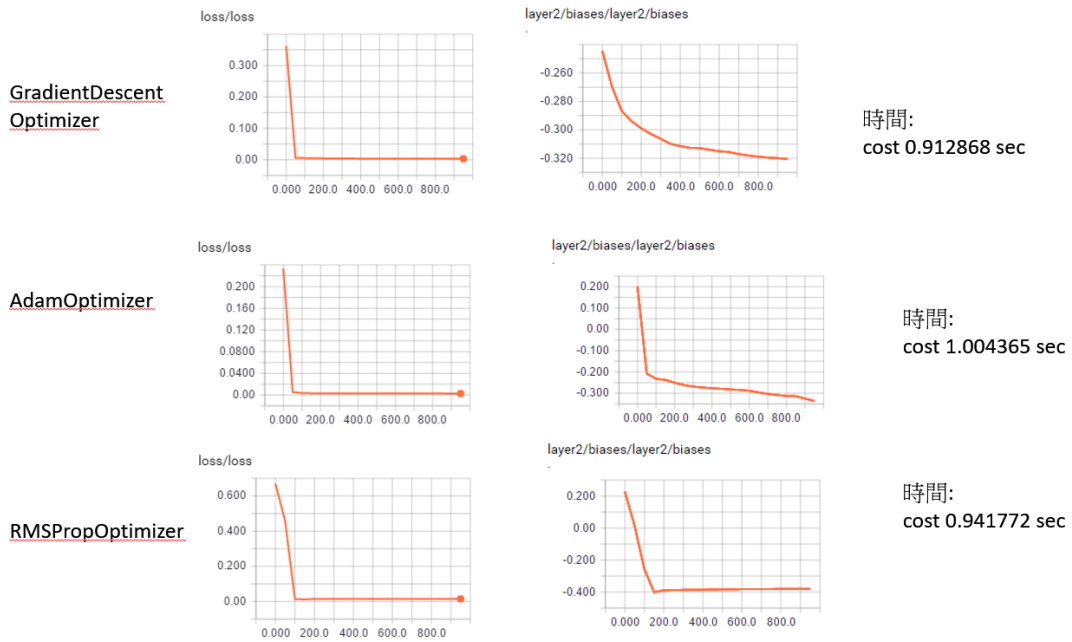 GradientDescent
Optimizer
loss/loss
0.300
0.200
0.100
0.00
0.000 200.0 400.0 600.0 800.0
layer2/biases/layer2/biases
-0.260
-0.280
-0.300
-0.320
0.000 200.0 400.0 600.0 800.0
時間:
cost 0.912868 sec
AdamOptimizer
loss/loss
0.200
0.160
0.120
0.0800
0.0400
0.00
0.000 200.0 400.0 600.0 800.0
layer2/biases/layer2/biases
0.200
0.100
0.00
-0.100
-0.200
-0.300
0.000 200.0 400.0 600.0 800.0
時間:
cost 1.004365 sec
RMSPropOptimizer
loss/loss
0.600
0.400
0.200
0.00
0.000 200.0 400.0 600.0 800.0
layer2/biases/layer2/biases
0.200
0.00
-0.200
-0.400
0.000 200.0 400.0 600.0 800.0
時間:
cost 0.941772 sec